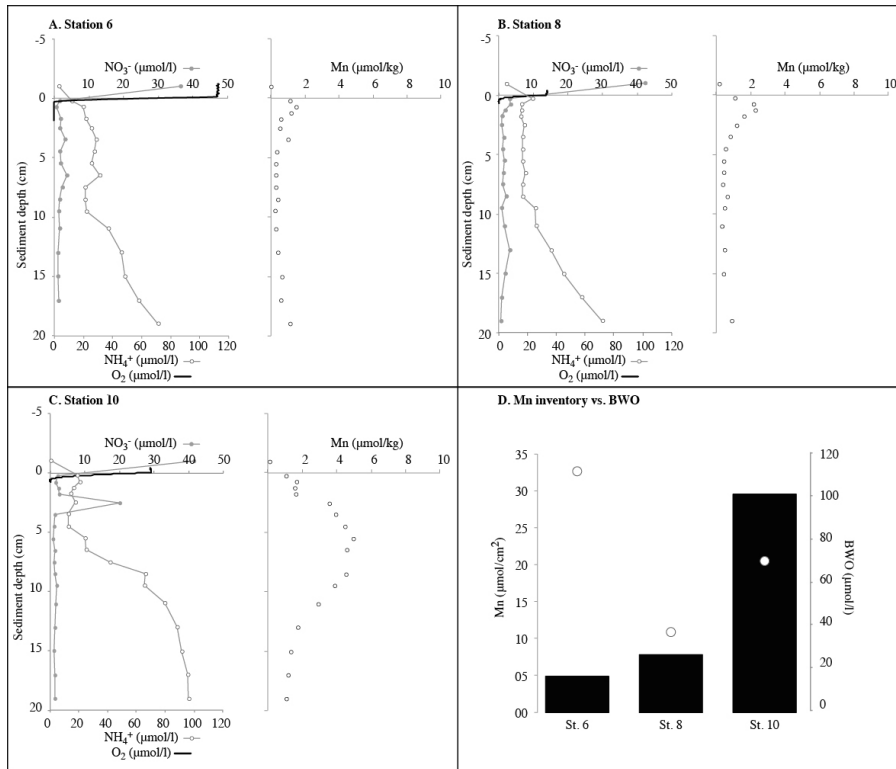 A. Station 6
NO₃⁻ (µmol/l)
0 10 20 30 40 50
Mn (µmol/kg)
0 2 4 6 8 10
-5
0
5
10
15
20
Sediment depth (cm)
0 20 40 60 80 100 120
NH₄⁺ (µmol/l)
O₂ (µmol/l)
B. Station 8
NO₃⁻ (µmol/l)
0 10 20 30 40 50
Mn (µmol/kg)
0 2 4 6 8 10
-5
0
5
10
15
20
Sediment depth (cm)
0 20 40 60 80 100 120
NH₄⁺ (µmol/l)
O₂ (µmol/l)
C. Station 10
NO₃⁻ (µmol/l)
0 10 20 30 40 50
Mn (µmol/kg)
0 2 4 6 8 10
-5
0
5
10
15
20
Sediment depth (cm)
0 20 40 60 80 100 120
NH₄⁺ (µmol/l)
O₂ (µmol/l)
D. Mn inventory vs. BWO
35
30
25
20
15
10
05
00
Mn (µmol/cm²)
120
100
80
60
40
20
0
BWO (µmol/l)
St. 6 St. 8 St. 10